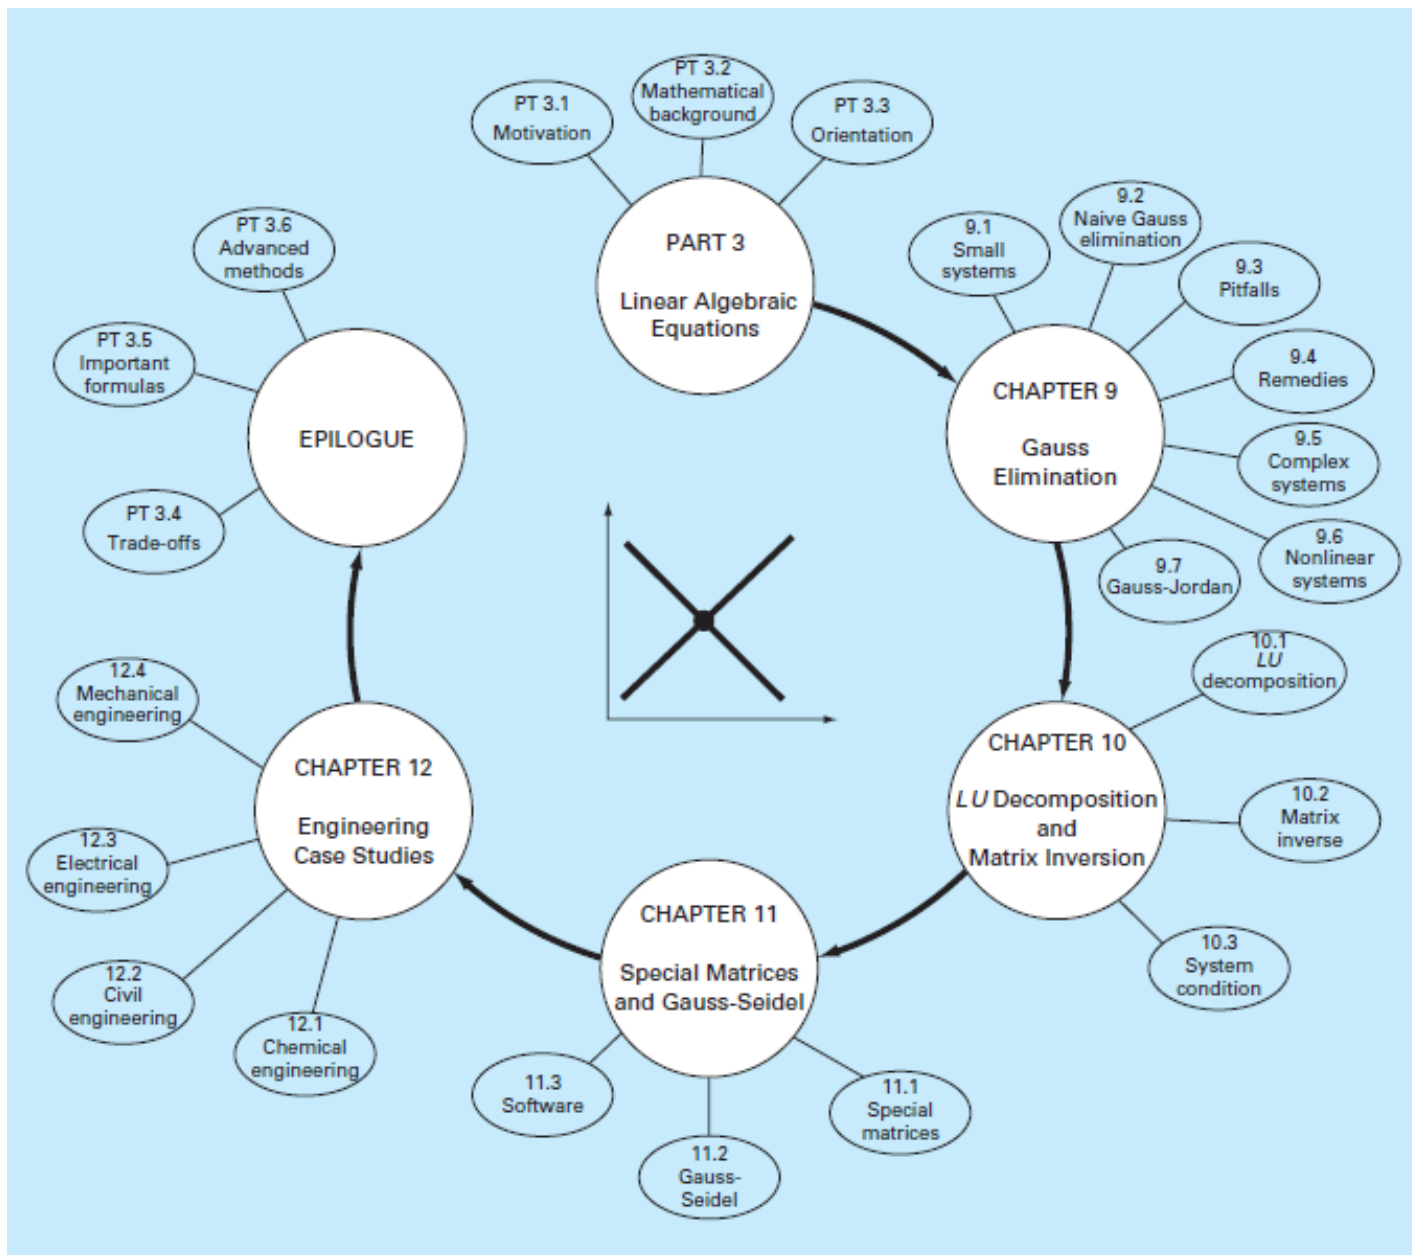 PT 3.1
Motivation
PT 3.2
Mathematical
background
PT 3.3
Orientation
PART 3
Linear Algebraic
Equations
9.1
Small
systems
9.2
Naive Gauss
elimination
9.3
Pitfalls
9.4
Remedies
9.5
Complex
systems
9.6
Nonlinear
systems
9.7
Gauss-Jordan
CHAPTER 9
Gauss
Elimination
10.1
LU
decomposition
10.2
Matrix
inverse
10.3
System
condition
CHAPTER 10
LU Decomposition
and
Matrix Inversion
CHAPTER 11
Special Matrices
and Gauss-Seidel
11.1
Special
matrices
11.2
Gauss-
Seidel
11.3
Software
CHAPTER 12
Engineering
Case Studies
12.1
Chemical
engineering
12.2
Civil
engineering
12.3
Electrical
engineering
12.4
Mechanical
engineering
EPILOGUE
PT 3.4
Trade-offs
PT 3.5
Important
formulas
PT 3.6
Advanced
methods